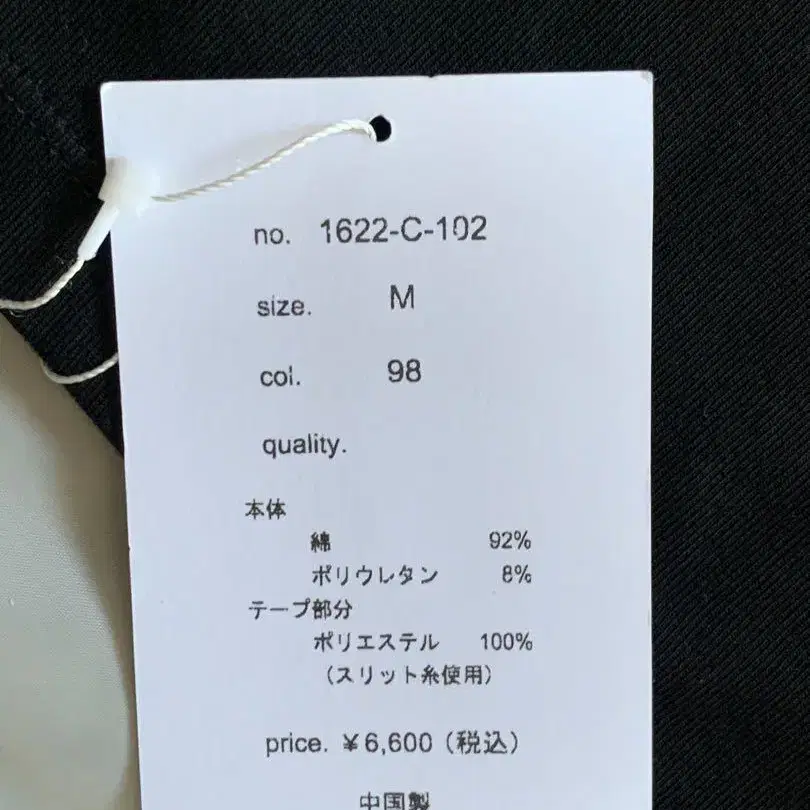 no. 1622-C-102
size. M
col. 98
quality.
本体
綿 92%
ポリウレタン 8%
テープ部分
ポリエステル 100%
（スリット糸使用）
price. ¥6,600（税込）
中国製